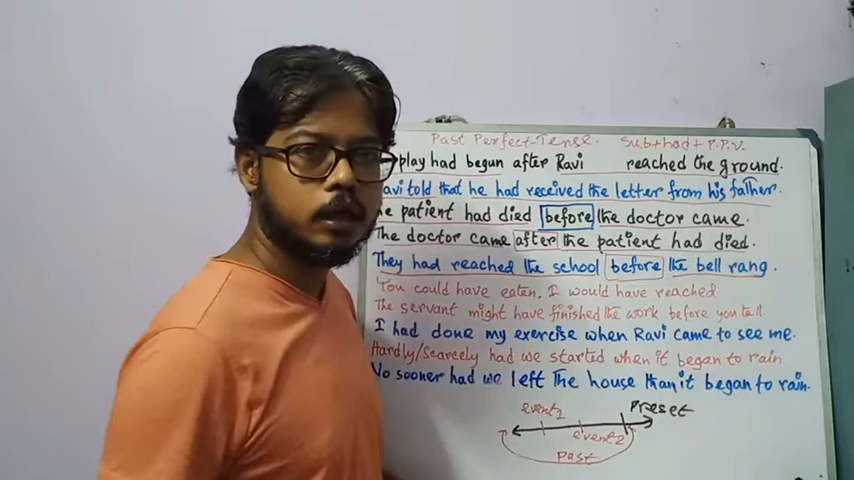 Past Perfect-Tense. Sub+had+P.P.V.
play had begun after Ravi reached the ground.
Ravi told that he had received the letter from his father.
The patient had died before the doctor came.
The doctor came after the patient had died.
They had reached the school before the bell rang.
You could have eaten. I would have reached
The servant might have finished the work before you tell.
I had done my exercise when Ravi came to see me.
Hardly/Scarcely had we started when it began to rain.
No sooner had we left the house than it began to rain.
event1 Preset
event2
Past